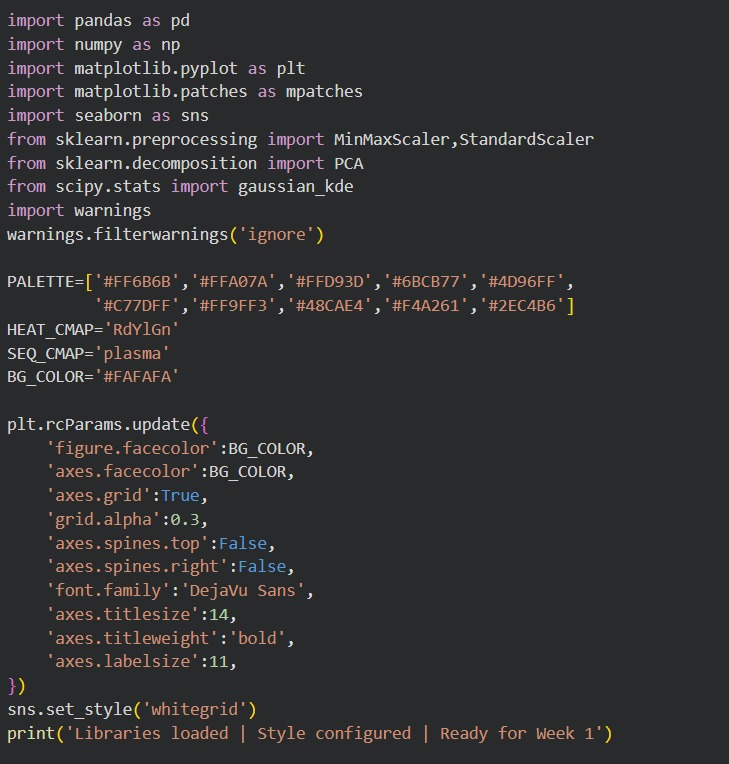 import pandas as pd
import numpy as np
import matplotlib.pyplot as plt
import matplotlib.patches as mpatches
import seaborn as sns
from sklearn.preprocessing import MinMaxScaler,StandardScaler
from sklearn.decomposition import PCA
from scipy.stats import gaussian_kde
import warnings
warnings.filterwarnings('ignore')

PALETTE=['#FF6B6B','#FFA07A','#FFD93D','#6BCB77','#4D96FF',
         '#C77DFF','#FF9FF3','#48CAE4','#F4A261','#2EC4B6']
HEAT_CMAP='RdYlGn'
SEQ_CMAP='plasma'
BG_COLOR='#FAFAFA'

plt.rcParams.update({
    'figure.facecolor':BG_COLOR,
    'axes.facecolor':BG_COLOR,
    'axes.grid':True,
    'grid.alpha':0.3,
    'axes.spines.top':False,
    'axes.spines.right':False,
    'font.family':'DejaVu Sans',
    'axes.titlesize':14,
    'axes.titleweight':'bold',
    'axes.labelsize':11,
})
sns.set_style('whitegrid')
print('Libraries loaded | Style configured | Ready for Week 1')